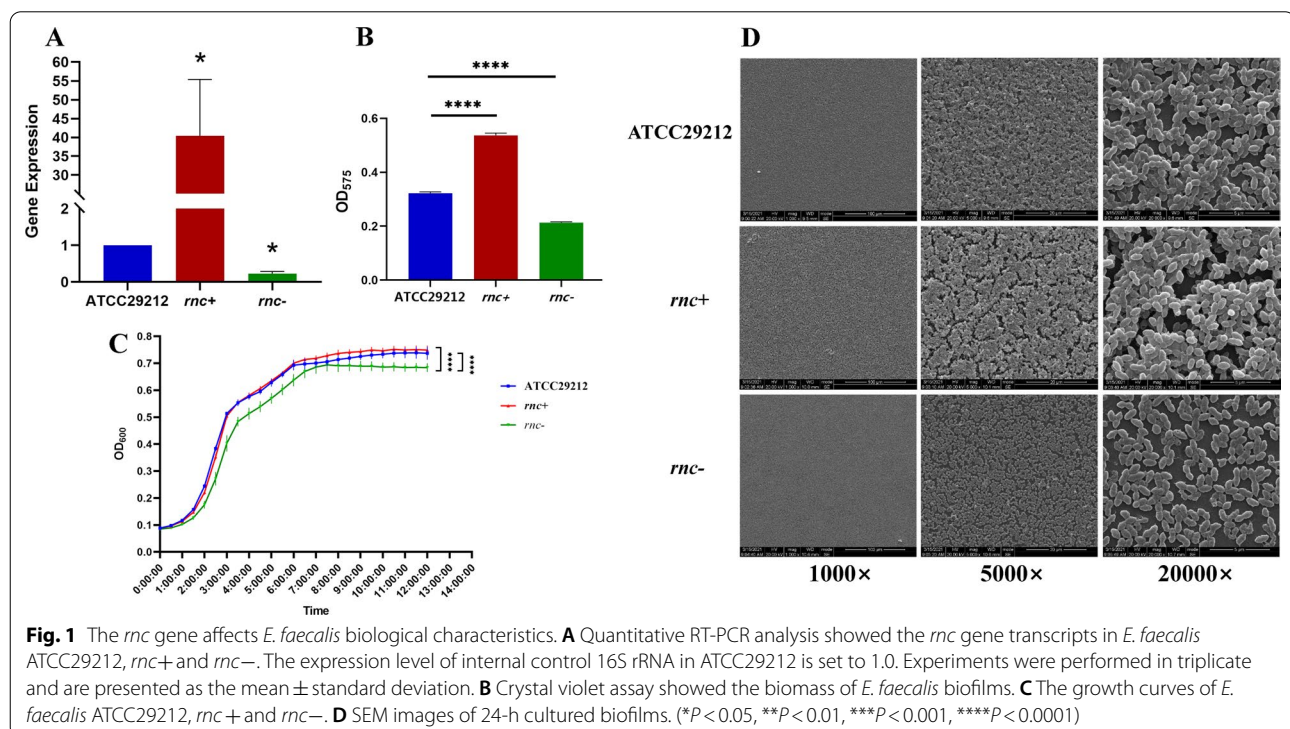 A
*
60
55
50
45
40
35
30
2
1
0
Gene Expression
*
ATCC29212
rnc+
rnc-
B
****
****
0.6
0.4
0.2
0.0
OD575
ATCC29212
rnc+
rnc-
C
0.8
0.7
0.6
0.5
0.4
0.3
0.2
0.1
0.0
OD600
0:00:00
1:00:00
2:00:00
3:00:00
4:00:00
5:00:00
6:00:00
7:00:00
8:00:00
9:00:00
10:00:00
11:00:00
12:00:00
13:00:00
14:00:00
Time
****
****
ATCC29212
rnc+
rnc-
D
ATCC29212
rnc+
rnc-
1000×
5000×
20000×
Fig. 1 The rnc gene affects E. faecalis biological characteristics. A Quantitative RT-PCR analysis showed the rnc gene transcripts in E. faecalis
ATCC29212, rnc+ and rnc−. The expression level of internal control 16S rRNA in ATCC29212 is set to 1.0. Experiments were performed in triplicate
and are presented as the mean ± standard deviation. B Crystal violet assay showed the biomass of E. faecalis biofilms. C The growth curves of E.
faecalis ATCC29212, rnc + and rnc−. D SEM images of 24-h cultured biofilms. (*P < 0.05, **P < 0.01, ***P < 0.001, ****P < 0.0001)